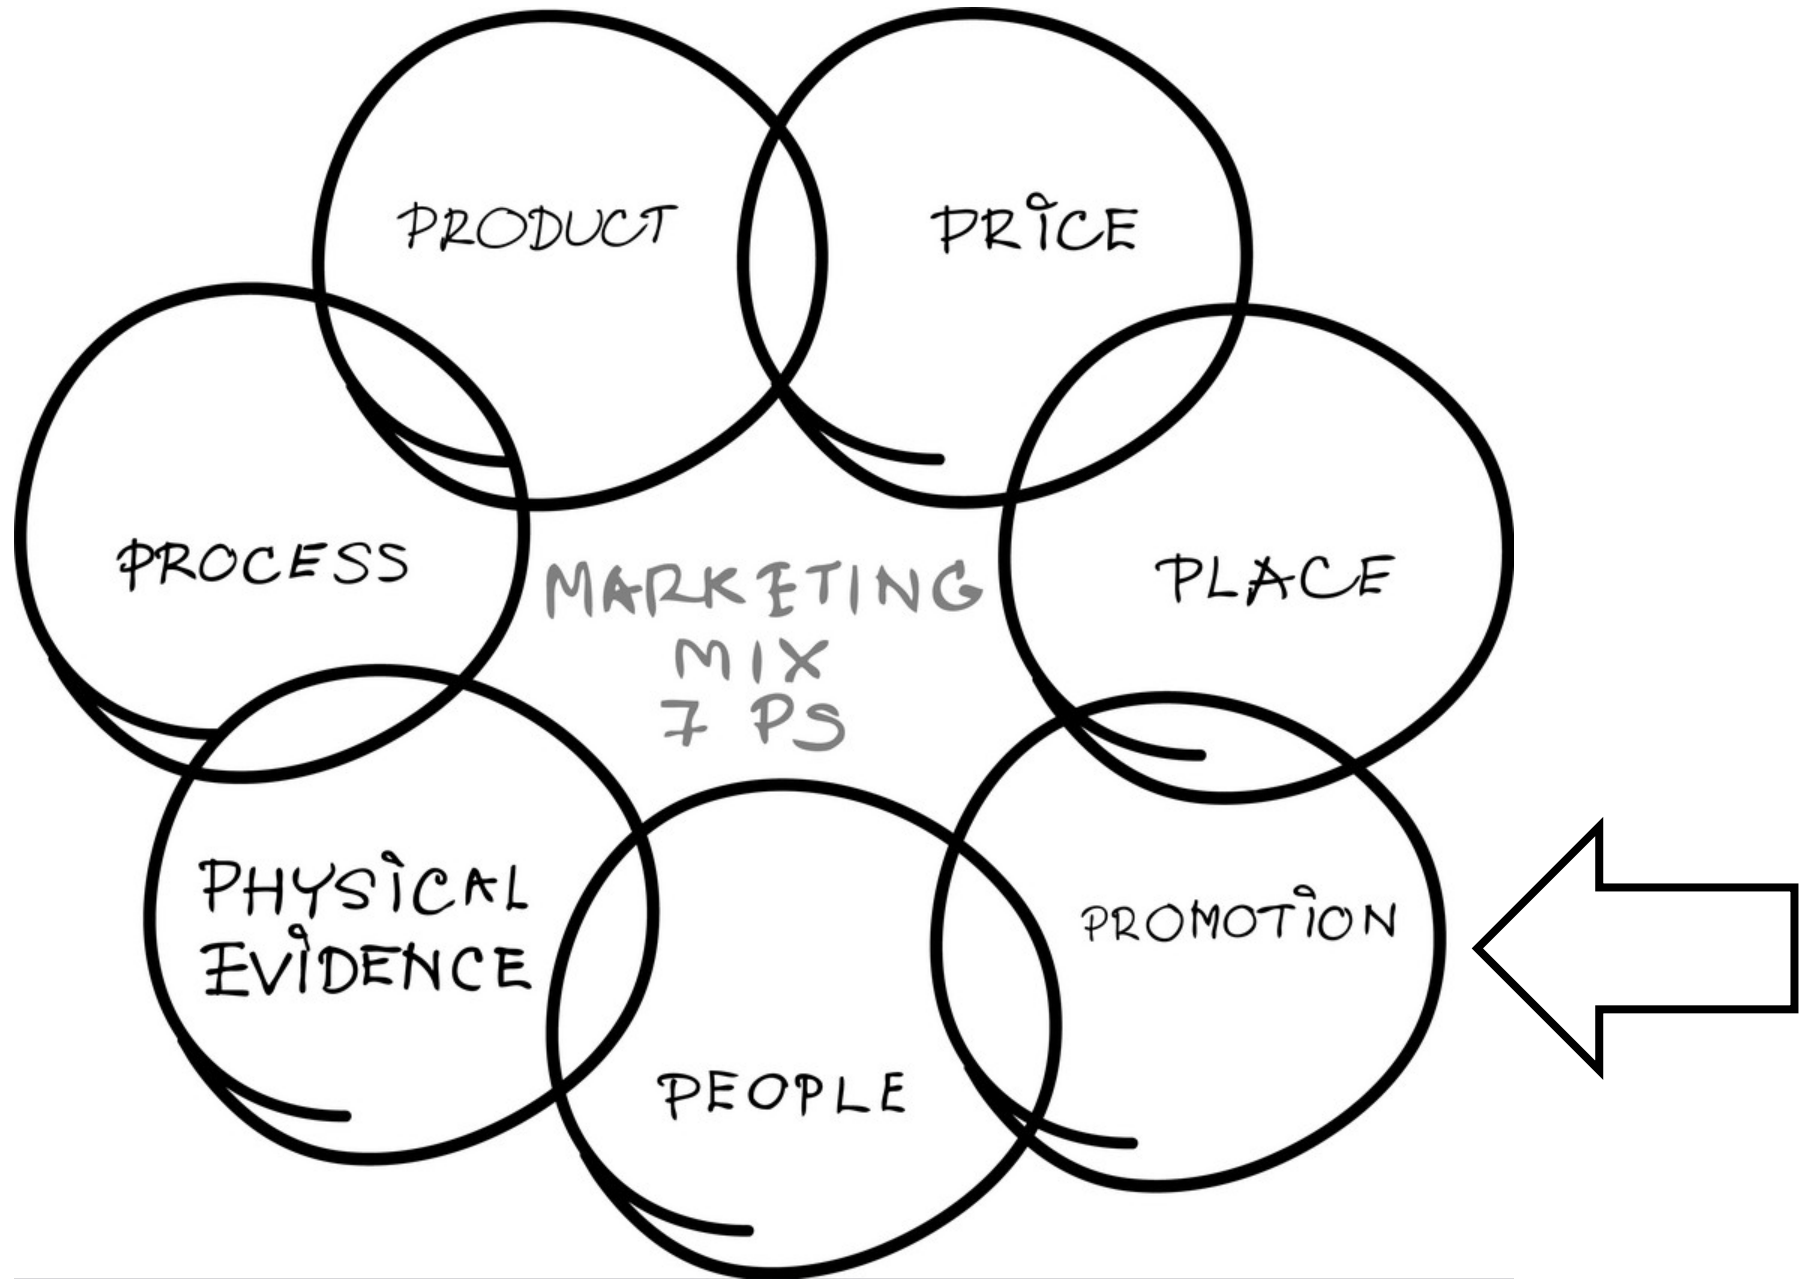 PRODUCT
PRiCE
PROCESS
PLACE
MARKETING
MIX
7 PS
PHYSiCAL
EViDENCE
PROMOTiON
PEOPLE